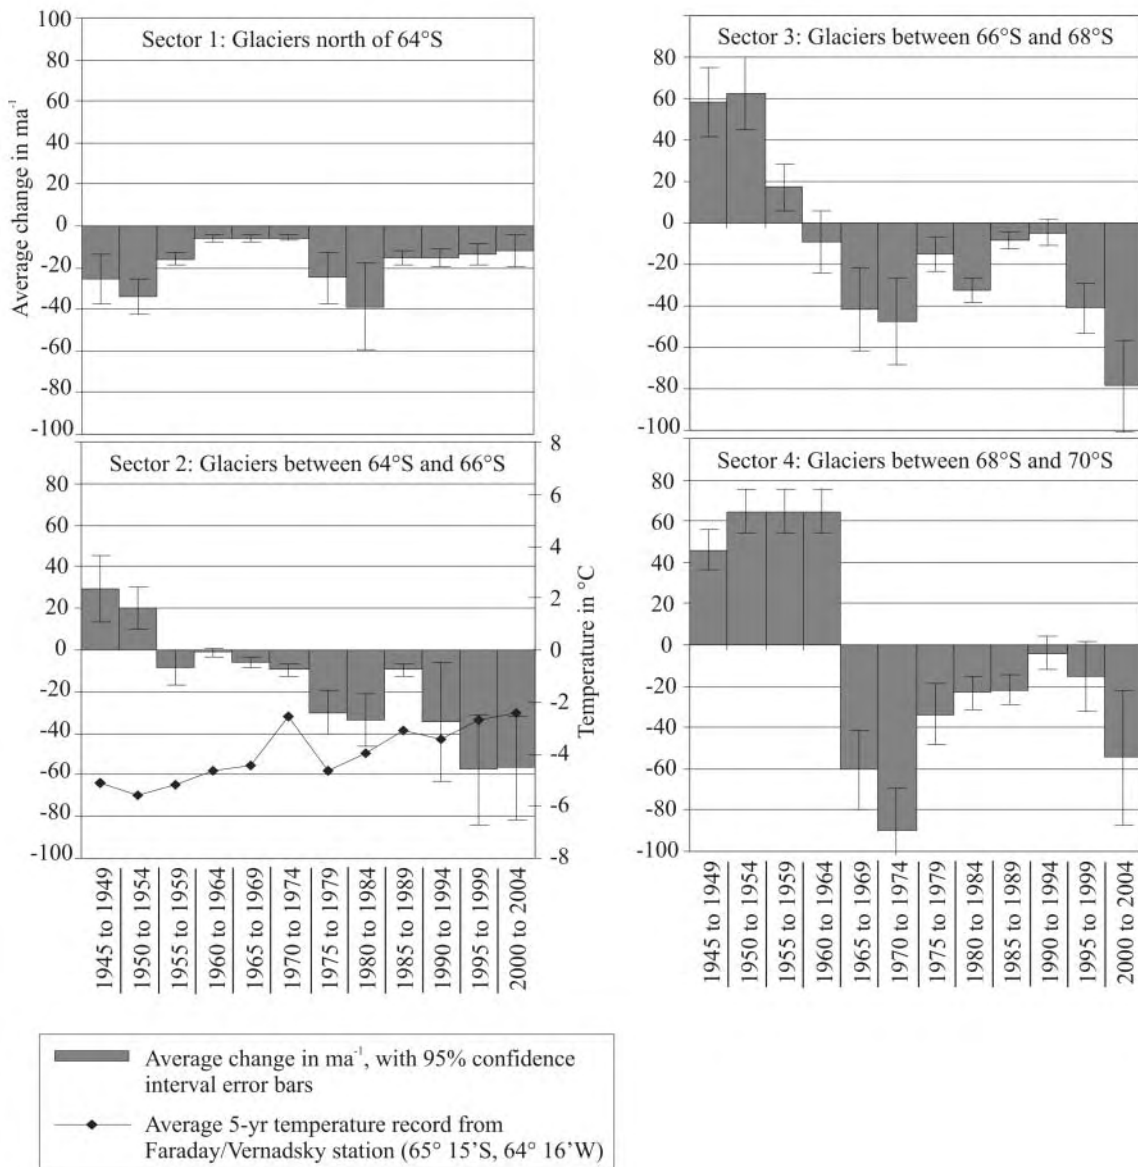 Sector 1: Glaciers north of 64°S
Average change in ma⁻¹
100
80
60
40
20
0
-20
-40
-60
-80
-100
Sector 3: Glaciers between 66°S and 68°S
80
60
40
20
0
-20
-40
-60
-80
-100
Sector 2: Glaciers between 64°S and 66°S
80
60
40
20
0
-20
-40
-60
-80
-100
8
6
4
2
0
-2
-4
-6
-8
Temperature in °C
1945 to 1949
1950 to 1954
1955 to 1959
1960 to 1964
1965 to 1969
1970 to 1974
1975 to 1979
1980 to 1984
1985 to 1989
1990 to 1994
1995 to 1999
2000 to 2004
Sector 4: Glaciers between 68°S and 70°S
80
60
40
20
0
-20
-40
-60
-80
-100
1945 to 1949
1950 to 1954
1955 to 1959
1960 to 1964
1965 to 1969
1970 to 1974
1975 to 1979
1980 to 1984
1985 to 1989
1990 to 1994
1995 to 1999
2000 to 2004
Average change in ma⁻¹, with 95% confidence
interval error bars
Average 5-yr temperature record from
Faraday/Vernadsky station (65° 15’S, 64° 16’W)